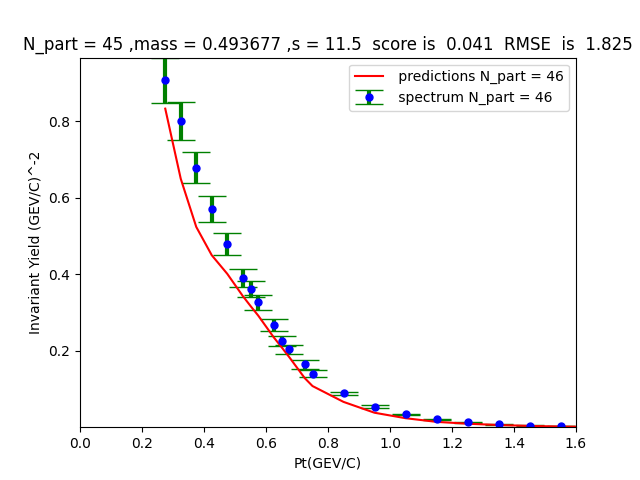 N_part = 45 ,mass = 0.493677 ,s = 11.5  score is  0.041  RMSE  is  1.825
predictions N_part = 46
spectrum N_part = 46
Invariant Yield (GEV/C)^-2
0.8
0.6
0.4
0.2
0.0 0.2 0.4 0.6 0.8 1.0 1.2 1.4 1.6
Pt(GEV/C)